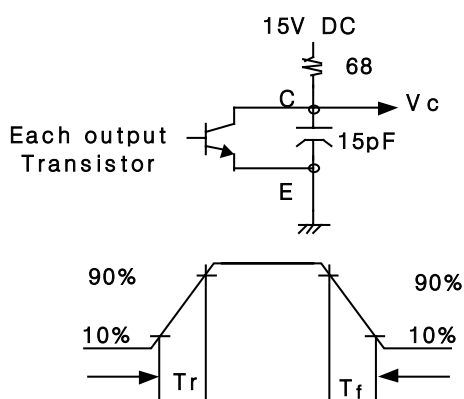 15V DC
68
C
Vc
Each output
Transistor
15pF
E
90%
90%
10%
10%
Tr
Tf